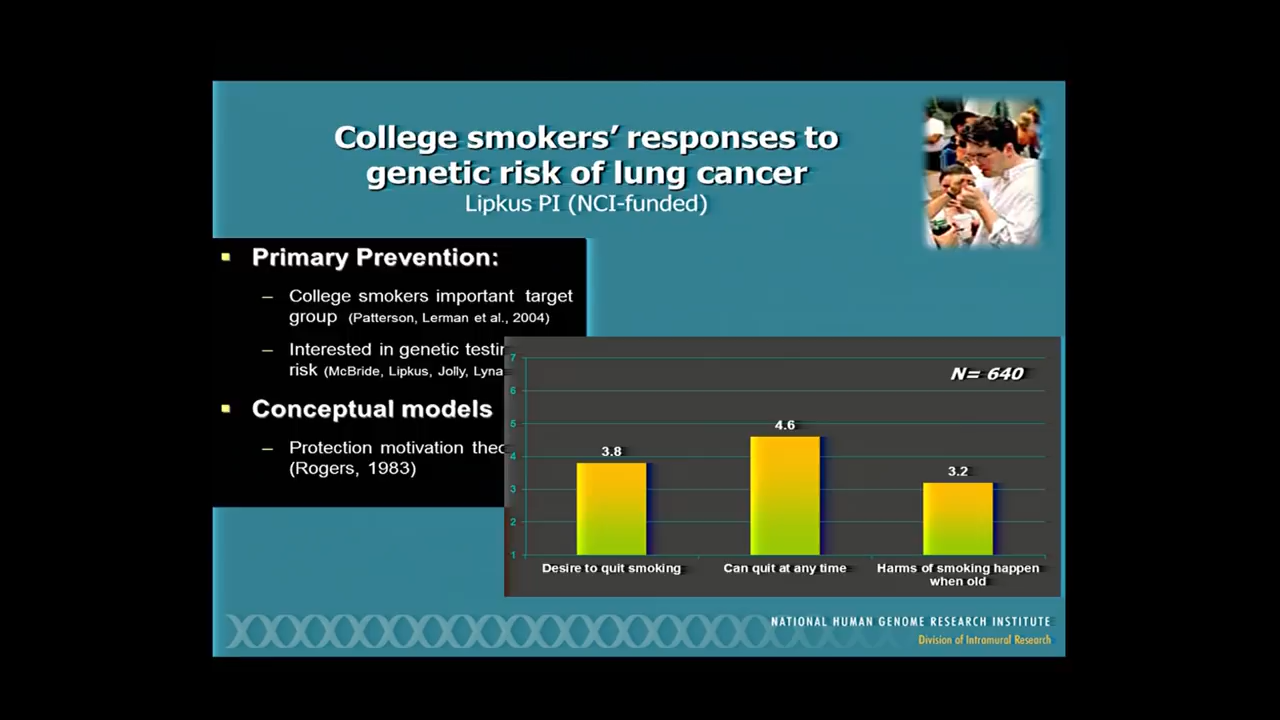 College smokers’ responses to
genetic risk of lung cancer
Lipkus PI (NCI-funded)
▪ Primary Prevention:
– College smokers important target
group (Patterson, Lerman et al., 2004)
– Interested in genetic
risk (McBride, Lipkus, Jolly,
▪ Conceptual models
– Protection motivation
(Rogers, 1983)
N= 640
7
6
5
4
3
2
1
3.8
4.6
3.2
Desire to quit smoking
Can quit at any time
Harms of smoking happen
when old
NATIONAL HUMAN GENOME RESEARCH INSTITUTE
Division of Intramural Research